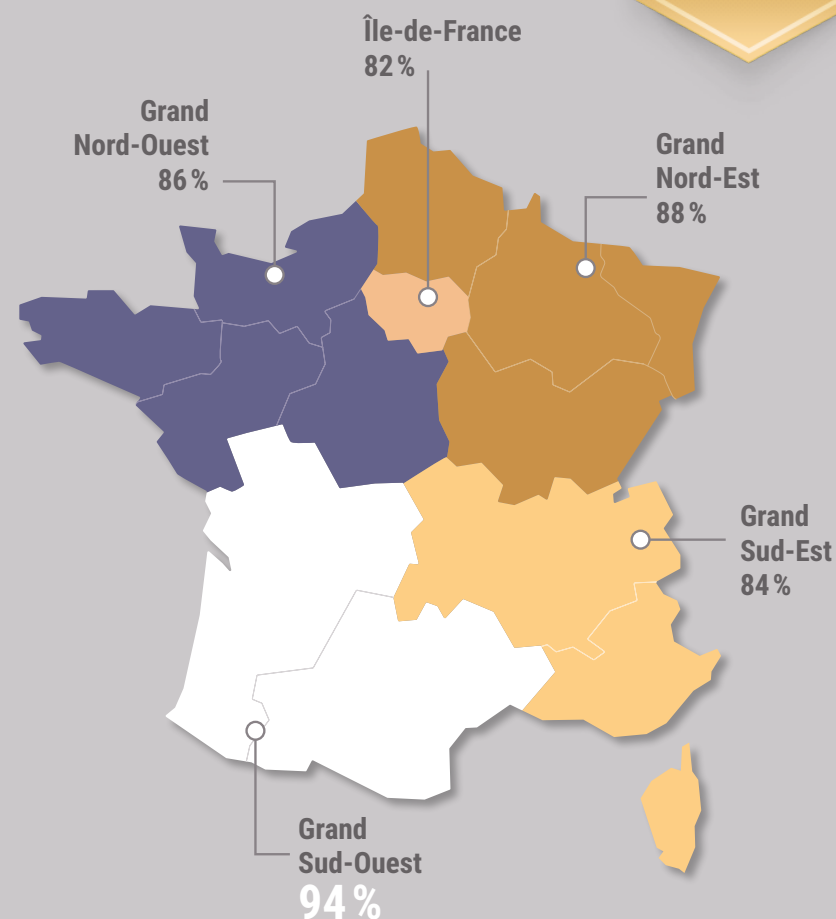 Île-de-France
82 %
Grand
Nord-Ouest
86 %
Grand
Nord-Est
88 %
Grand
Sud-Est
84 %
Grand
Sud-Ouest
94 %